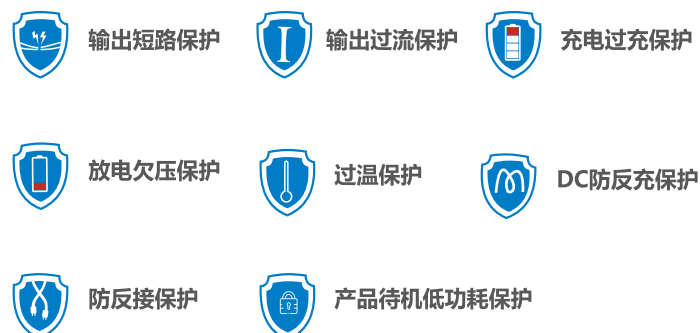 输出短路保护
输出过流保护
充电过充保护
放电欠压保护
过温保护
DC防反充保护
防反接保护
产品待机低功耗保护